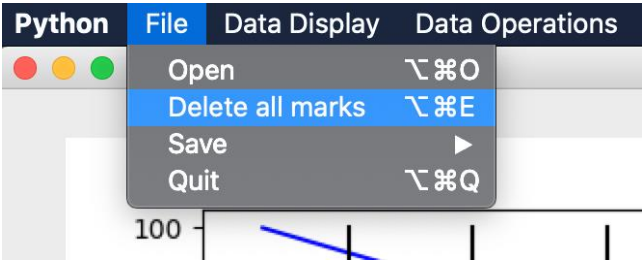 Python File Data Display Data Operations
Open ⌥⌘O
Delete all marks ⌥⌘E
Save ▶
Quit ⌥⌘Q
100